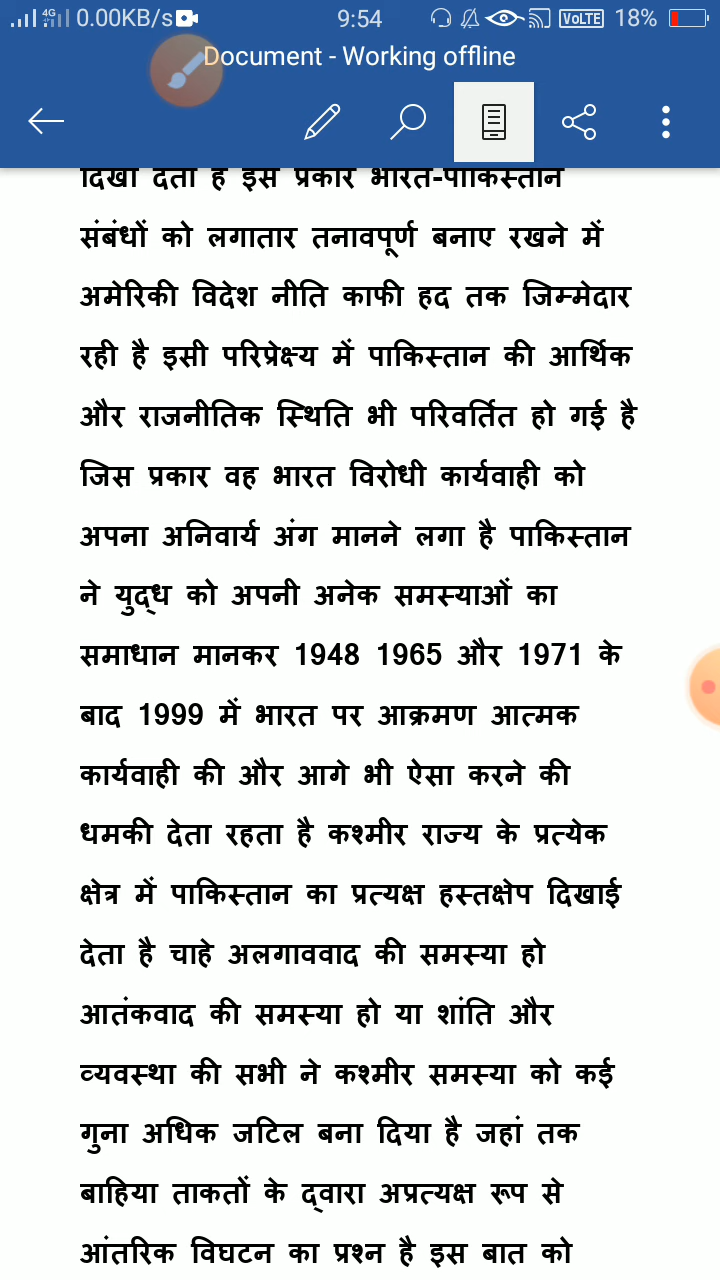 4G 0.00KB/s 9:54 VoLTE 18%
Document - Working offline
दिखा देता है इस प्रकार भारत-पाकिस्तान
संबंधों को लगातार तनावपूर्ण बनाए रखने में
अमेरिकी विदेश नीति काफी हद तक जिम्मेदार
रही है इसी परिप्रेक्ष्य में पाकिस्तान की आर्थिक
और राजनीतिक स्थिति भी परिवर्तित हो गई है
जिस प्रकार वह भारत विरोधी कार्यवाही को
अपना अनिवार्य अंग मानने लगा है पाकिस्तान
ने युद्ध को अपनी अनेक समस्याओं का
समाधान मानकर 1948 1965 और 1971 के
बाद 1999 में भारत पर आक्रमण आत्मक
कार्यवाही की और आगे भी ऐसा करने की
धमकी देता रहता है कश्मीर राज्य के प्रत्येक
क्षेत्र में पाकिस्तान का प्रत्यक्ष हस्तक्षेप दिखाई
देता है चाहे अलगाववाद की समस्या हो
आतंकवाद की समस्या हो या शांति और
व्यवस्था की सभी ने कश्मीर समस्या को कई
गुना अधिक जटिल बना दिया है जहां तक
बाहिया ताकतों के द्वारा अप्रत्यक्ष रूप से
आंतरिक विघटन का प्रश्न है इस बात को